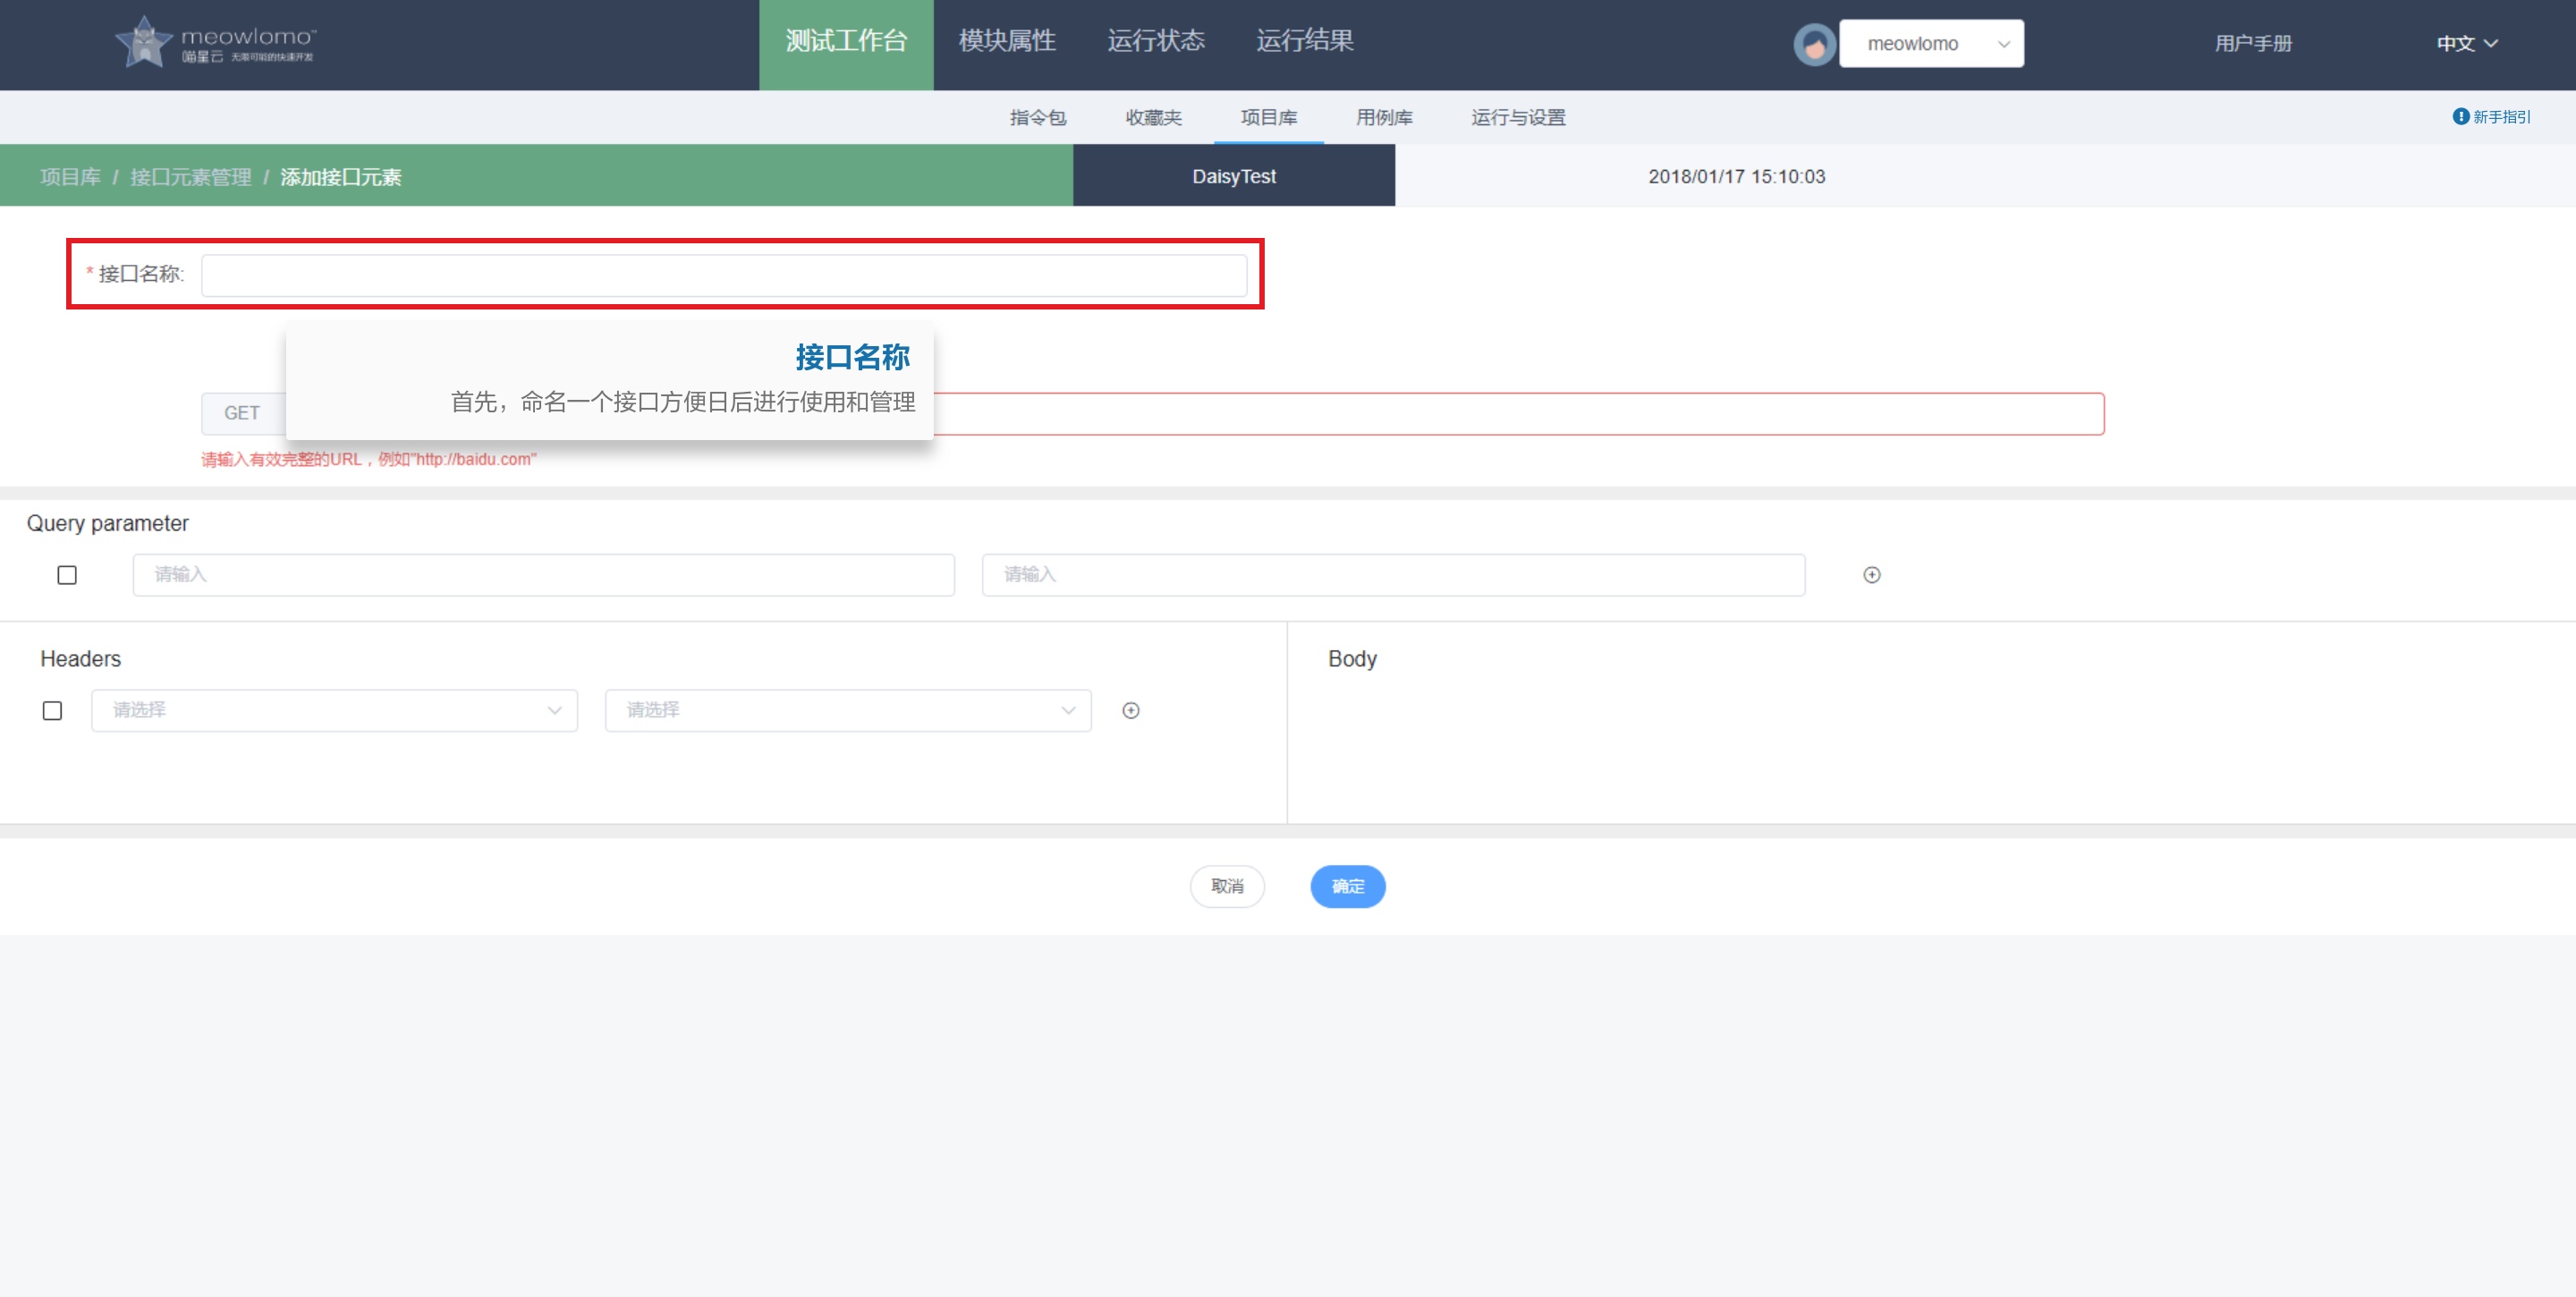 meowlomo™
喵星云 无限可能的快速开发
测试工作台 模块属性 运行状态 运行结果
meowlomo
用户手册
中文
指令包 收藏夹 项目库 用例库 运行与设置
新手指引
项目库 / 接口元素管理 / 添加接口元素
DaisyTest
2018/01/17 15:10:03
* 接口名称:
接口名称
首先，命名一个接口方便日后进行使用和管理
GET
请输入有效完整的URL，例如"http://baidu.com"
Query parameter
请输入 请输入
Headers
请选择 请选择
Body
取消 确定